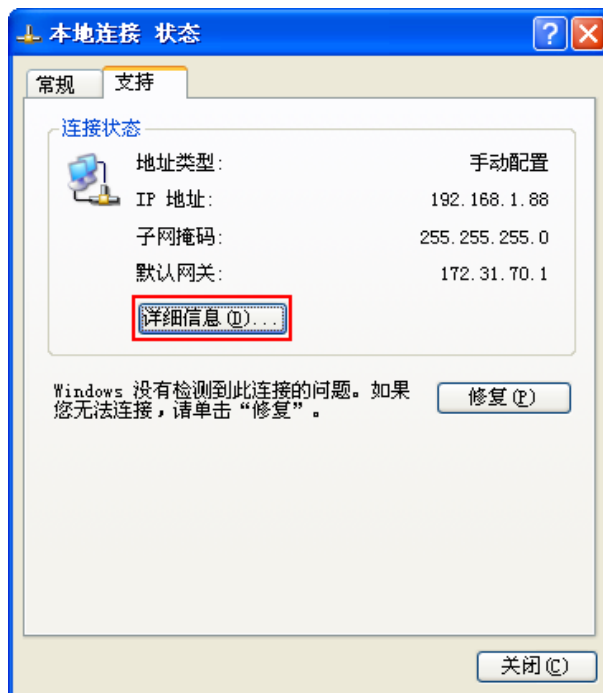 本地连接 状态
常规 支持
连接状态
地址类型: 手动配置
IP 地址: 192.168.1.88
子网掩码: 255.255.255.0
默认网关: 172.31.70.1
详细信息(D)...
Windows 没有检测到此连接的问题。如果
您无法连接，请单击“修复”。
修复(P)
关闭(C)